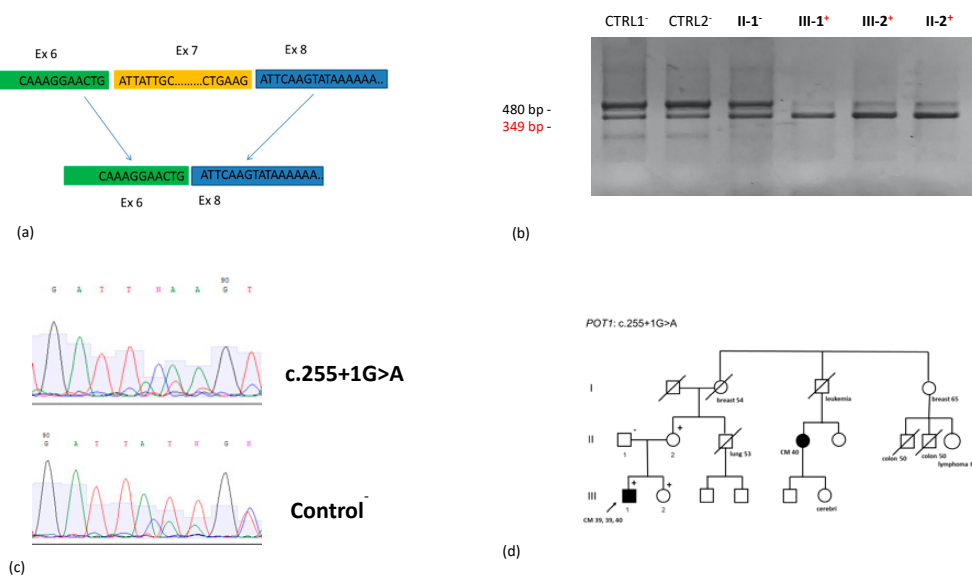 Ex 6 Ex 7 Ex 8
CAAAGGAACTG ATTATTGC.........CTGAAG ATTCAAGTATAAAAAA..
CAAAGGAACTG ATTCAAGTATAAAAAA..
Ex 6 Ex 8
(a)
CTRL1- CTRL2- II-1- III-1+ III-2+ II-2+
480 bp -
349 bp -
(b)
90
G A T T N A A G T
c.255+1G>A
90
G A T T A T N G N
Control-
(c)
POT1: c.255+1G>A
I
breast 54 leukemia breast 65
II
- +
1 2 lung 53 CM 40 colon 50 colon 50 lymphoma
III
+ +
1 2 cerebri
CM 39, 39, 40
(d)